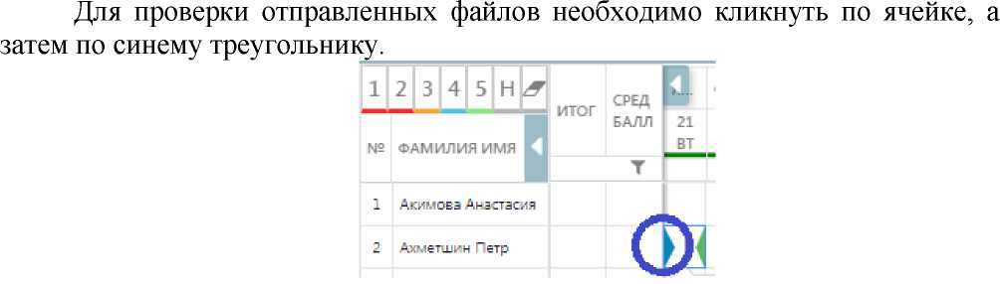 Для проверки отправленных файлов необходимо кликнуть по ячейке, а
затем по синему треугольнику.
1 2 3 4 5 Н
ИТОГ
СРЕД
БАЛЛ
21
ВТ
№ ФАМИЛИЯ ИМЯ
1 Акимова Анастасия
2 Ахметшин Петр